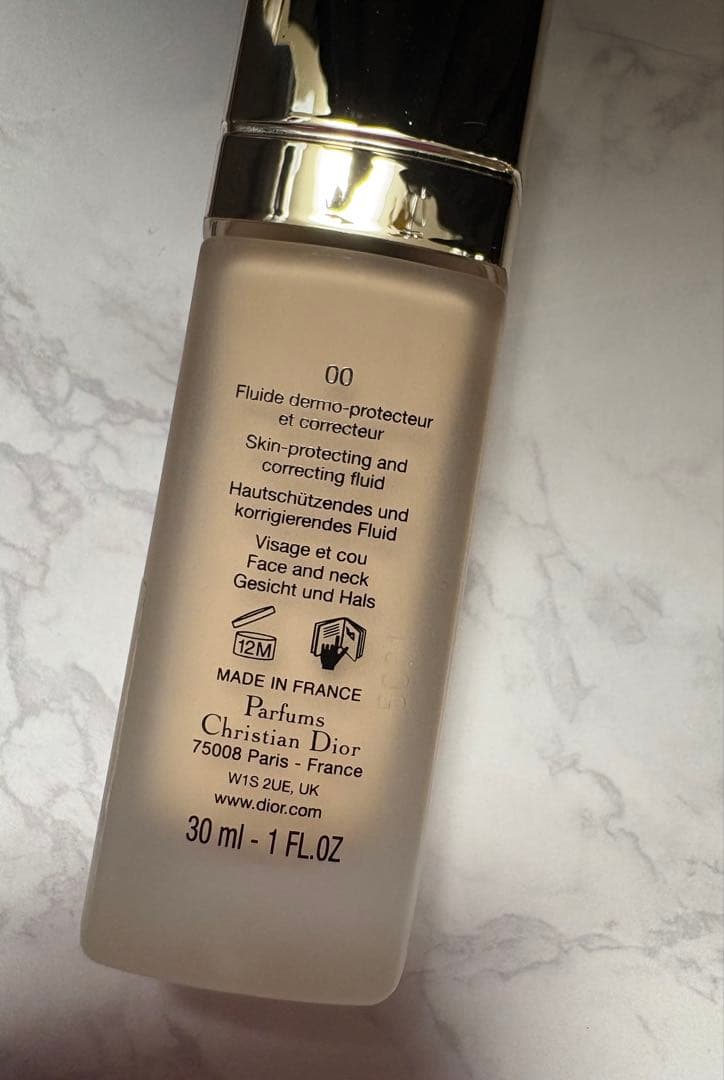 00
Fluide dermo-protecteur
et correcteur
Skin-protecting and
correcting fluid
Hautschützendes und
korrigierendes Fluid
Visage et cou
Face and neck
Gesicht und Hals
12M
MADE IN FRANCE
Parfums
Christian Dior
75008 Paris - France
W1S 2UE, UK
www.dior.com
30 ml - 1 FL.OZ